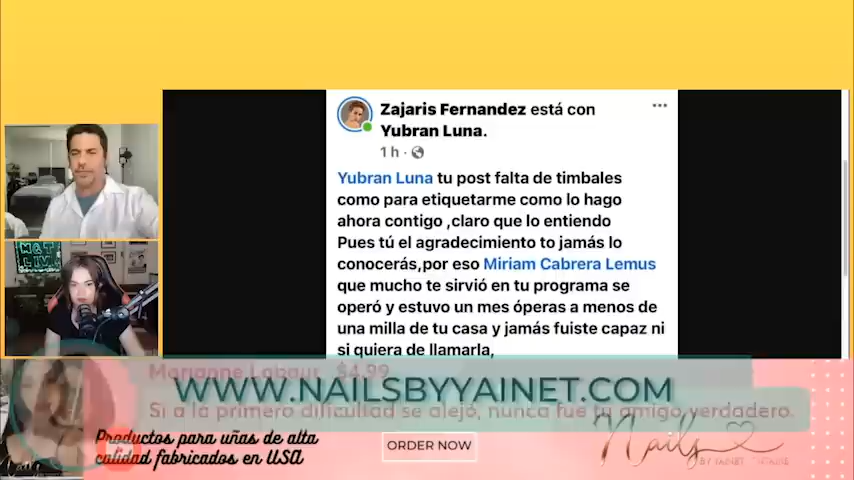 Zajaris Fernandez está con
Yubran Luna.
1 h
Yubran Luna tu post falta de timbales
como para etiquetarme como lo hago
ahora contigo ,claro que lo entiendo
Pues tú el agradecimiento to jamás lo
conocerás,por eso Miriam Cabrera Lemus
que mucho te sirvió en tu programa se
operó y estuvo un mes óperas a menos de
una milla de tu casa y jamás fuiste capaz ni
si quiera de llamarla,
Marianne Labaut $4.99
WWW.NAILSBYYAINET.COM
Si a la primero dificultad se alejó, nunca fue tu amigo verdadero.
Productos para uñas de alta
calidad fabricados en USA
ORDER NOW
Nails